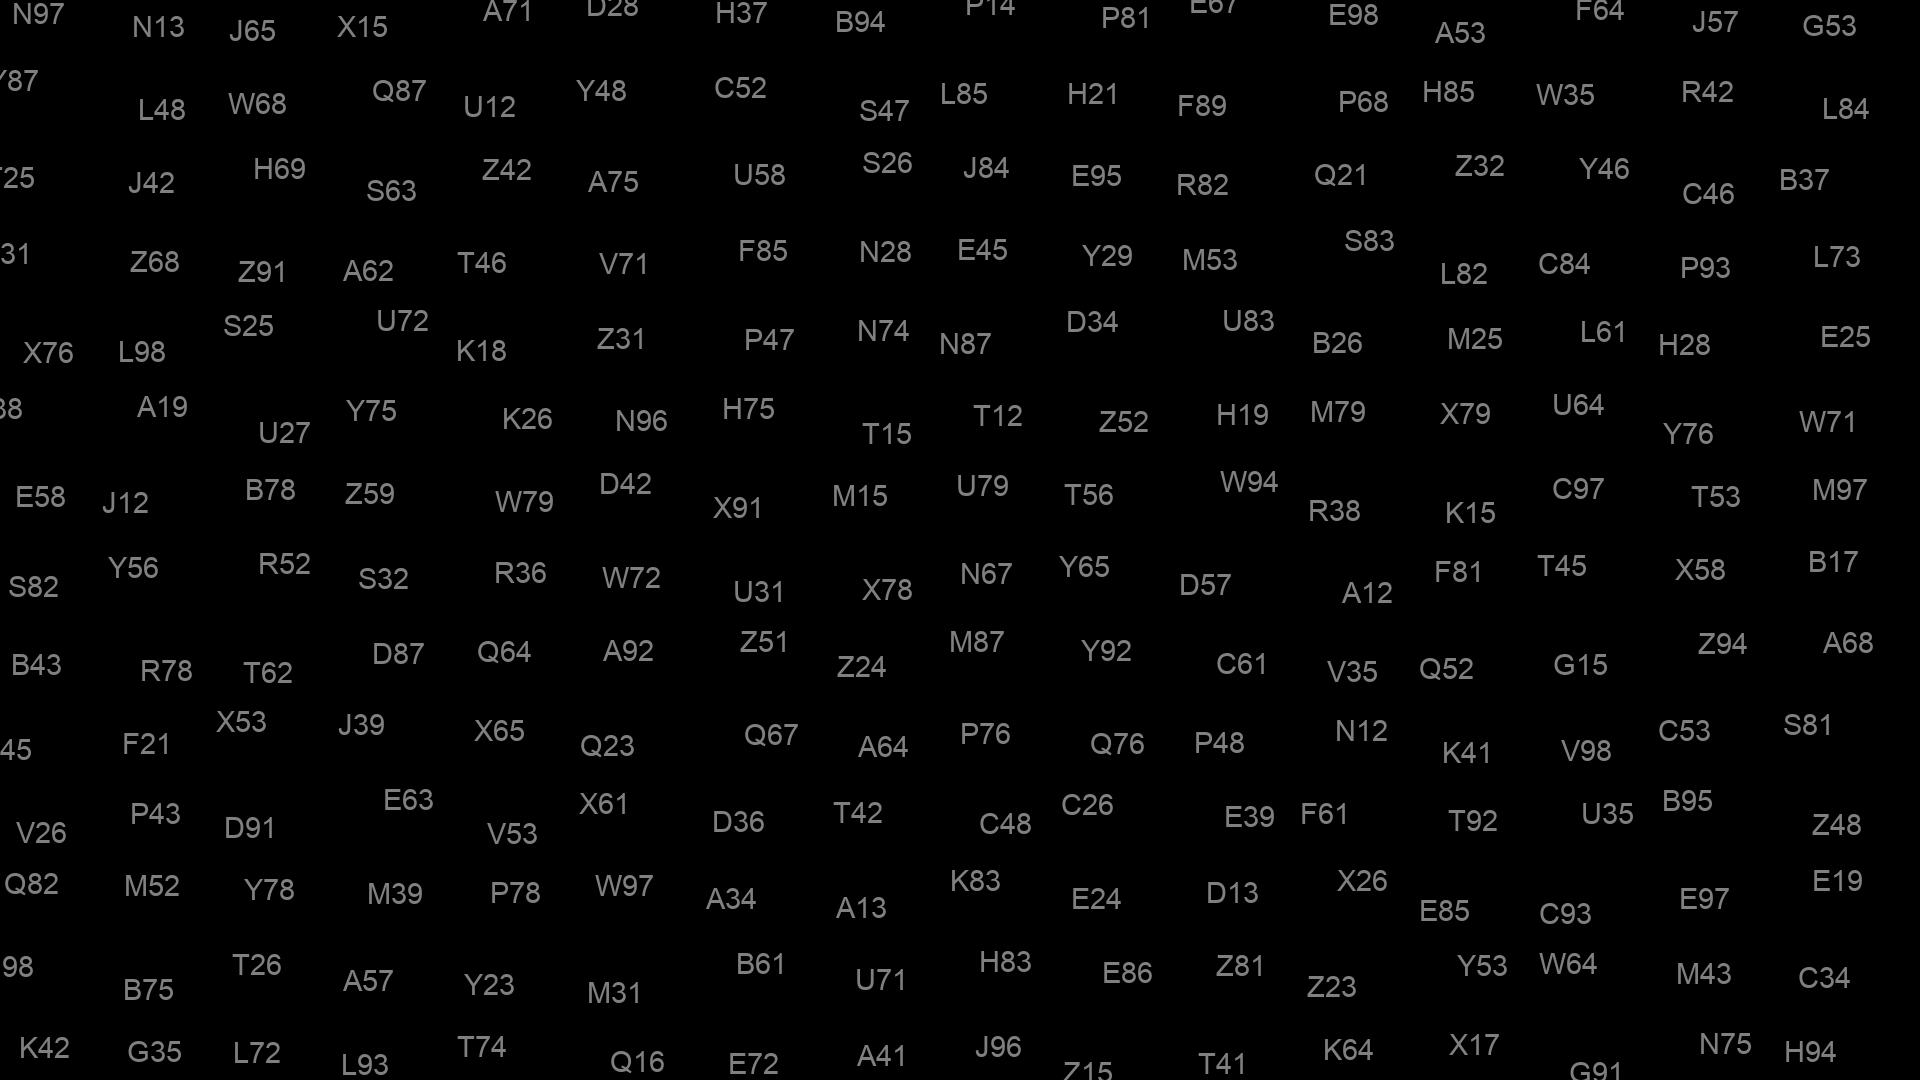 N97 N13 J65 X15 A71 D28 H37 B94 P14 P81 E67 E98 A53 F64 J57 G53
Y87 L48 W68 Q87 U12 Y48 C52 S47 L85 H21 F89 P68 H85 W35 R42 L84
25 J42 H69 S63 Z42 A75 U58 S26 J84 E95 R82 Q21 Z32 Y46 C46 B37
31 Z68 Z91 A62 T46 V71 F85 N28 E45 Y29 M53 S83 L82 C84 P93 L73
X76 L98 S25 U72 K18 Z31 P47 N74 N87 D34 U83 B26 M25 L61 H28 E25
38 A19 U27 Y75 K26 N96 H75 T15 T12 Z52 H19 M79 X79 U64 Y76 W71
E58 J12 B78 Z59 W79 D42 X91 M15 U79 T56 W94 R38 K15 C97 T53 M97
S82 Y56 R52 S32 R36 W72 U31 X78 N67 Y65 D57 A12 F81 T45 X58 B17
B43 R78 T62 D87 Q64 A92 Z51 Z24 M87 Y92 C61 V35 Q52 G15 Z94 A68
45 F21 X53 J39 X65 Q23 Q67 A64 P76 Q76 P48 N12 K41 V98 C53 S81
V26 P43 D91 E63 V53 X61 D36 T42 C48 C26 E39 F61 T92 U35 B95 Z48
Q82 M52 Y78 M39 P78 W97 A34 A13 K83 E24 D13 X26 E85 C93 E97 E19
98 B75 T26 A57 Y23 M31 B61 U71 H83 E86 Z81 Z23 Y53 W64 M43 C34
K42 G35 L72 L93 T74 Q16 E72 A41 J96 Z15 T41 K64 X17 G91 N75 H94